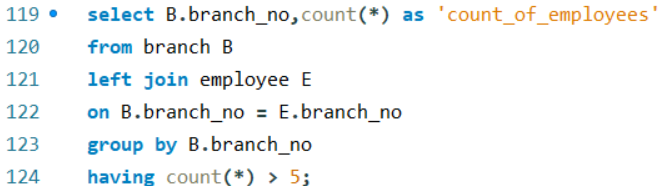 119 • select B.branch_no,count(*) as 'count_of_employees'
120 from branch B
121 left join employee E
122 on B.branch_no = E.branch_no
123 group by B.branch_no
124 having count(*) > 5;